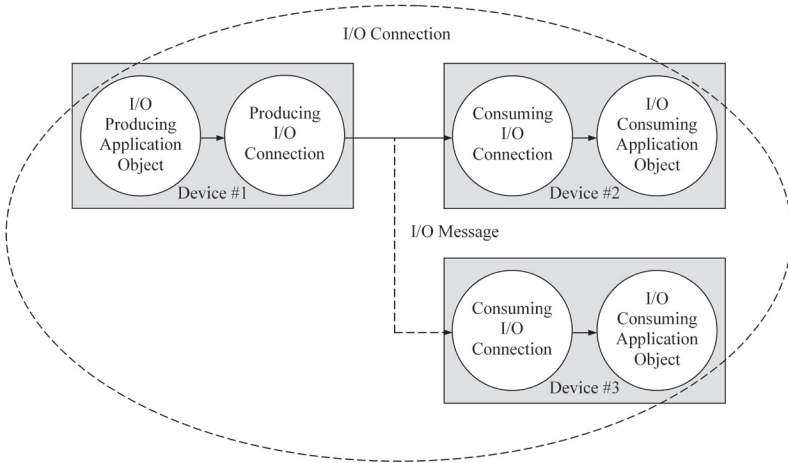 I/O Connection
I/O
Producing
Application
Object
Producing
I/O
Connection
Device #1
Consuming
I/O
Connection
I/O
Consuming
Application
Object
Device #2
I/O Message
Consuming
I/O
Connection
I/O
Consuming
Application
Object
Device #3